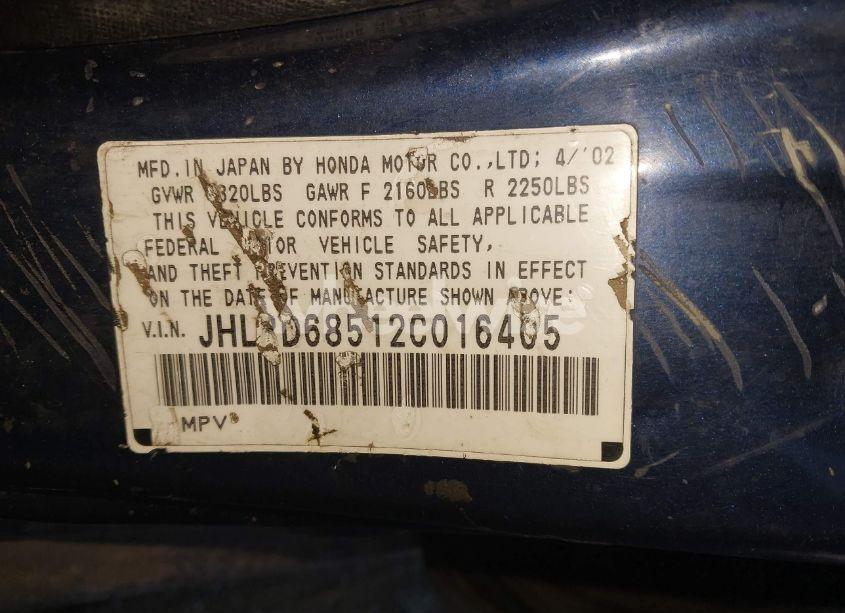 MFD. IN JAPAN BY HONDA MOTOR CO.,LTD; 4/'02
GVWR LBS GAWR F 2160LBS R 2250LBS
THIS VEHICLE CONFORMS TO ALL APPLICABLE
FEDERAL MOTOR VEHICLE SAFETY,
AND THEFT PREVENTION STANDARDS IN EFFECT
ON THE DATE OF MANUFACTURE SHOWN ABOVE:
V.I.N.
MPV